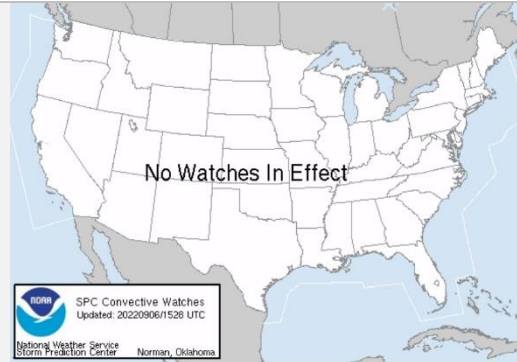 No Watches In Effect
NOAA
SPC Convective Watches
Updated: 20220906/1528 UTC
National Weather Service
Storm Prediction Center Norman, Oklahoma